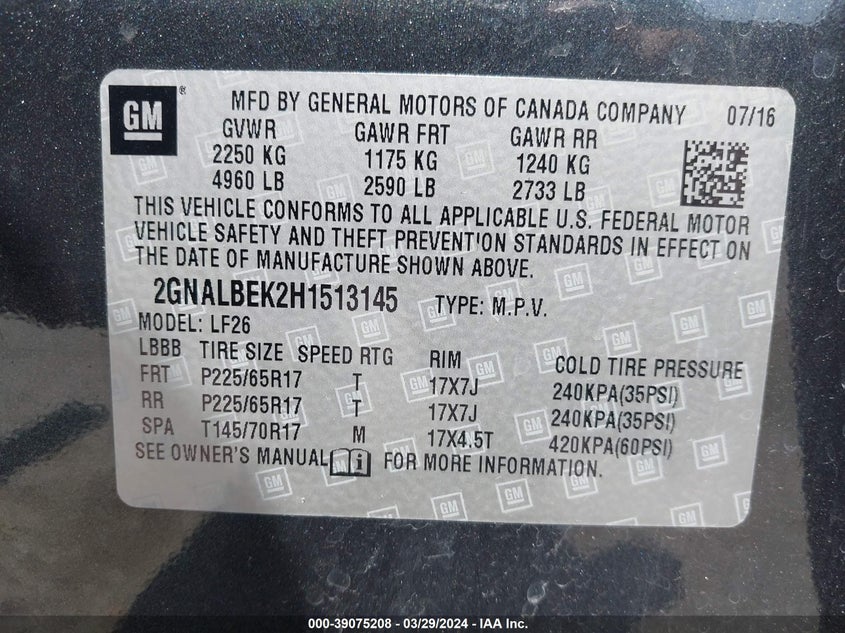 GM ® MFD BY GENERAL MOTORS OF CANADA COMPANY 07/16
GVWR GAWR FRT GAWR RR
2250 KG 1175 KG 1240 KG
4960 LB 2590 LB 2733 LB
THIS VEHICLE CONFORMS TO ALL APPLICABLE U.S. FEDERAL MOTOR
VEHICLE SAFETY AND THEFT PREVENTION STANDARDS IN EFFECT ON
THE DATE OF MANUFACTURE SHOWN ABOVE.
2GNALBEK2H1513145 TYPE: M.P.V.
MODEL: LF26
LBBB TIRE SIZE SPEED RTG RIM COLD TIRE PRESSURE
FRT P225/65R17 T 17X7J 240KPA(35PSI)
RR P225/65R17 T 17X7J 240KPA(35PSI)
SPA T145/70R17 M 17X4.5T 420KPA(60PSI)
SEE OWNER'S MANUAL i FOR MORE INFORMATION.
000-39075208 - 03/29/2024 - IAA Inc.